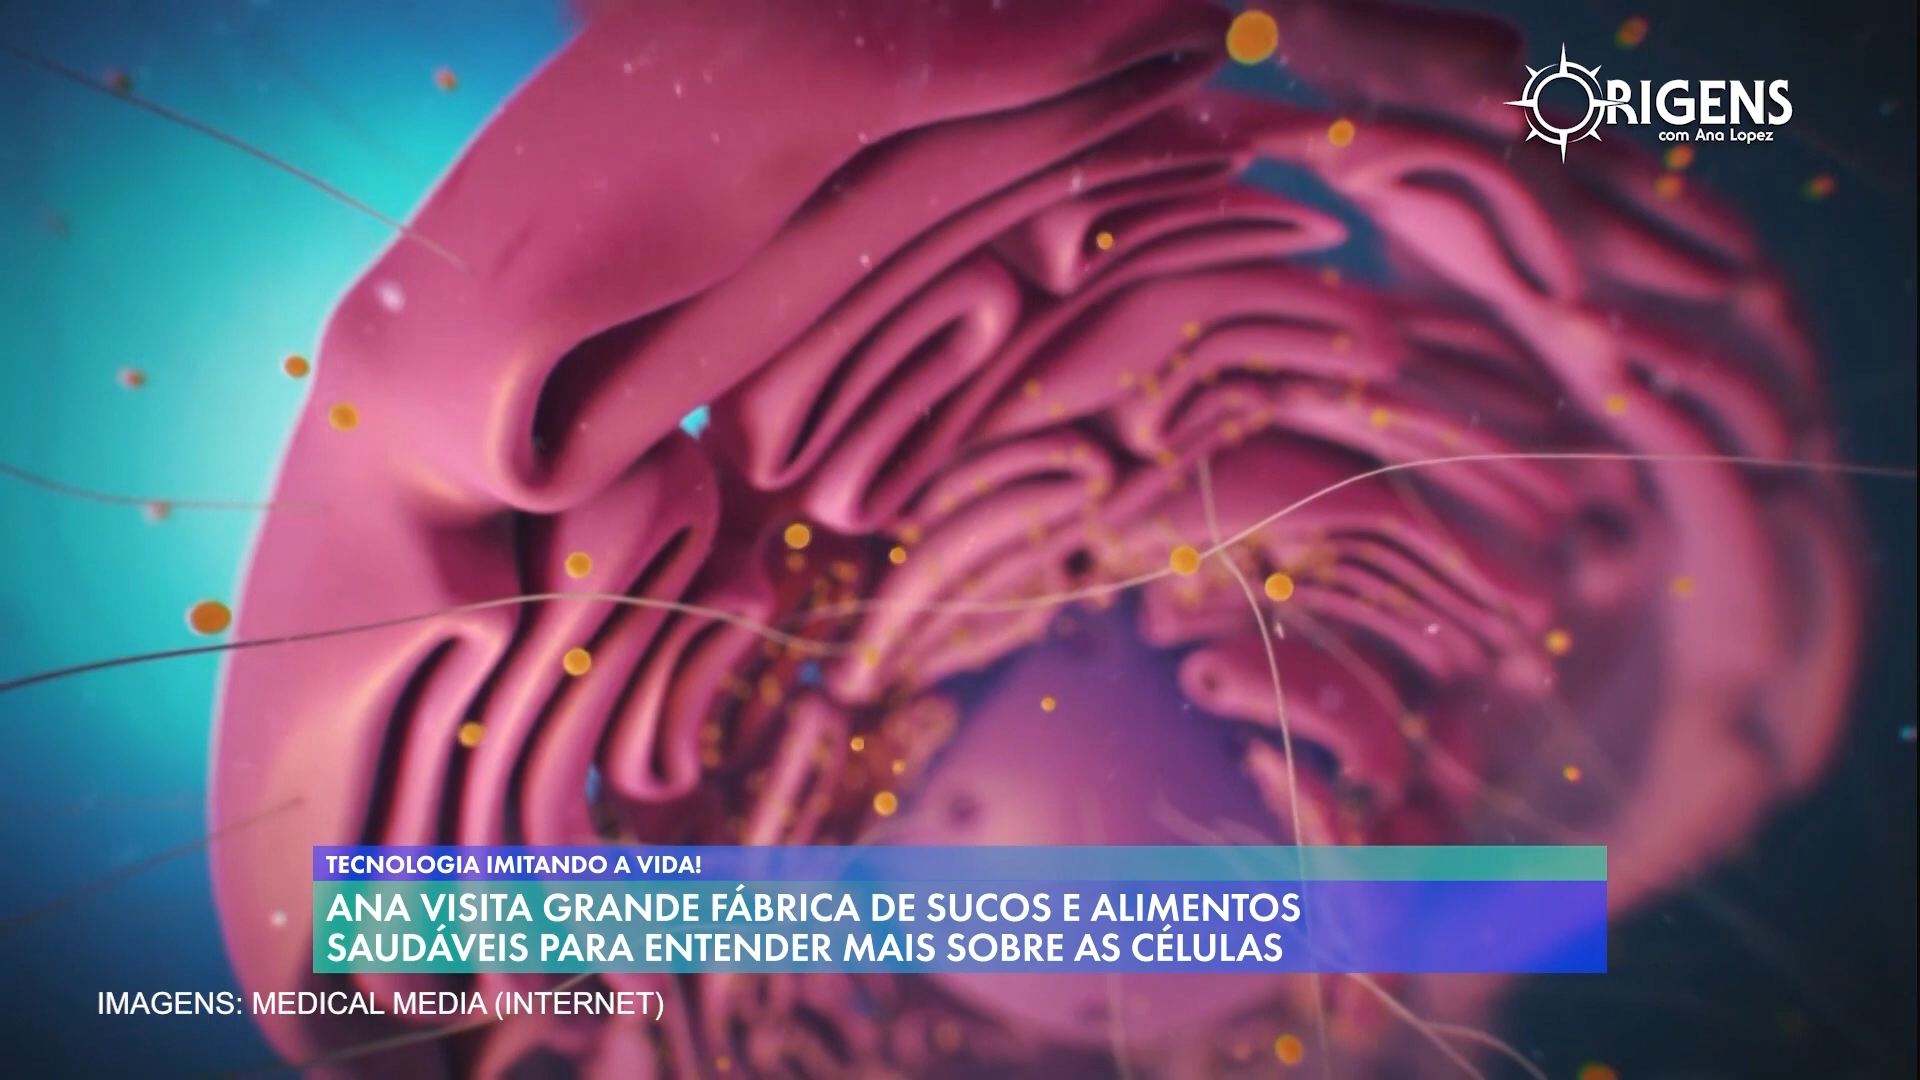 ORIGENS
com Ana Lopez
TECNOLOGIA IMITANDO A VIDA!
ANA VISITA GRANDE FÁBRICA DE SUCOS E ALIMENTOS
SAUDÁVEIS PARA ENTENDER MAIS SOBRE AS CÉLULAS
IMAGENS: MEDICAL MEDIA (INTERNET)